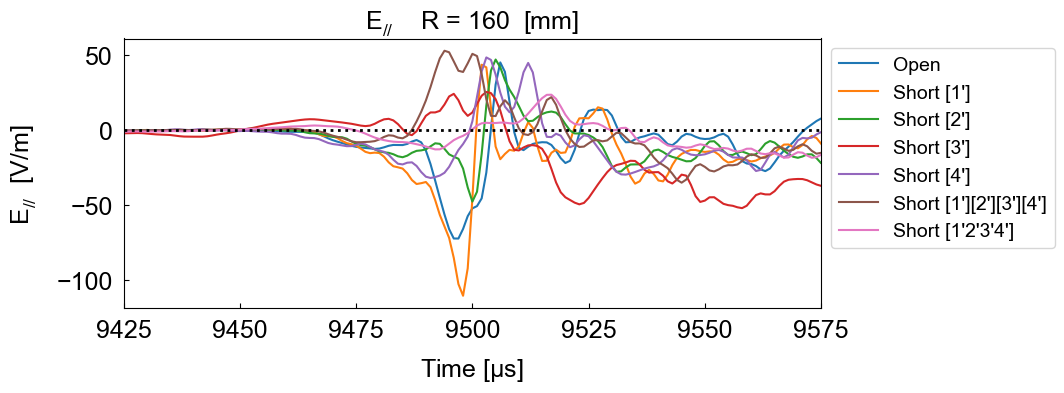 E// R = 160 [mm]
E// [V/m]
50
0
−50
−100
9425 9450 9475 9500 9525 9550 9575
Time [μs]
Open
Short [1']
Short [2']
Short [3']
Short [4']
Short [1'][2'][3'][4']
Short [1'2'3'4']